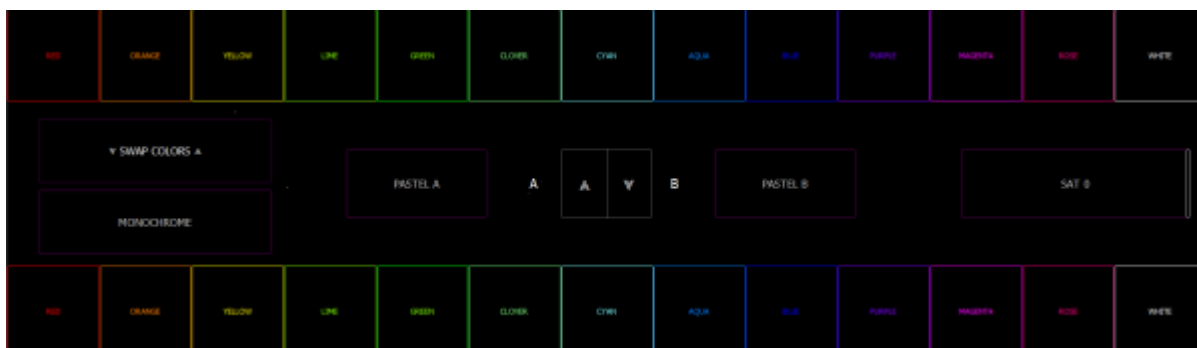 RED ORANGE YELLOW LIME GREEN CLOVER CYAN AQUA BLUE PURPLE MAGENTA ROSE WHITE
▼ SWAP COLORS ▲
MONOCHROME
PASTEL A
A ▲ ▼ B
PASTEL B
SAT 0
RED ORANGE YELLOW LIME GREEN CLOVER CYAN AQUA BLUE PURPLE MAGENTA ROSE WHITE